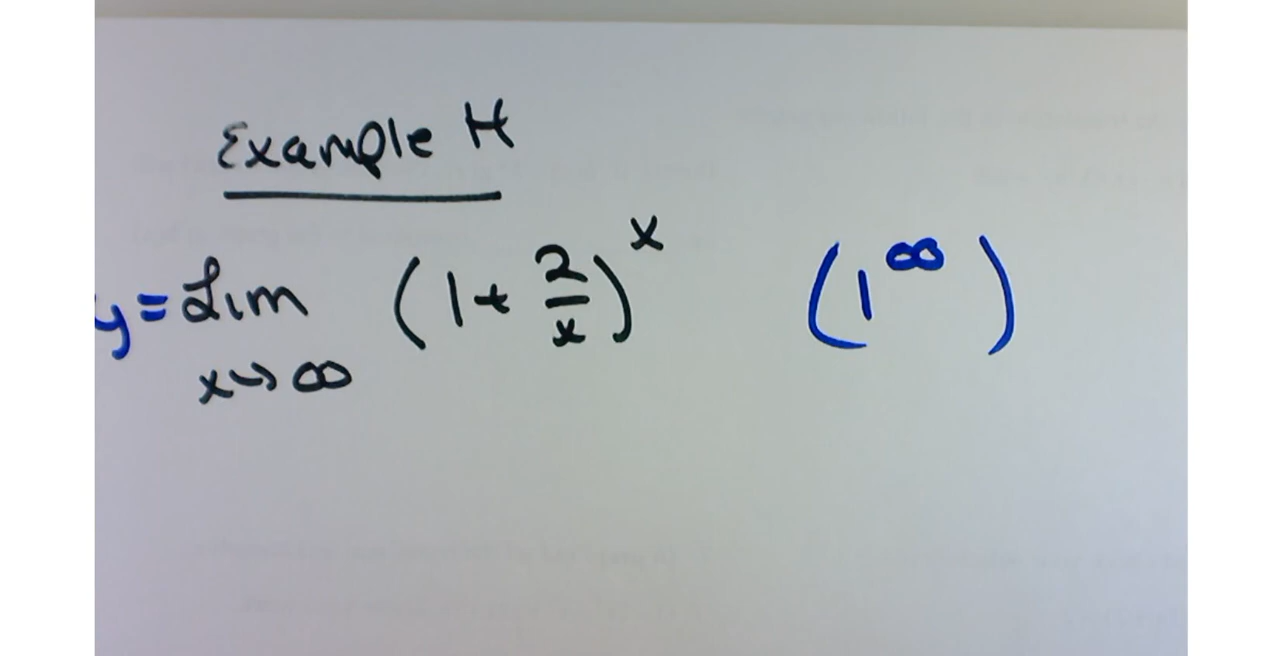 Example H
y = Lim (1 + 2/x)^x (1^∞)
x → ∞